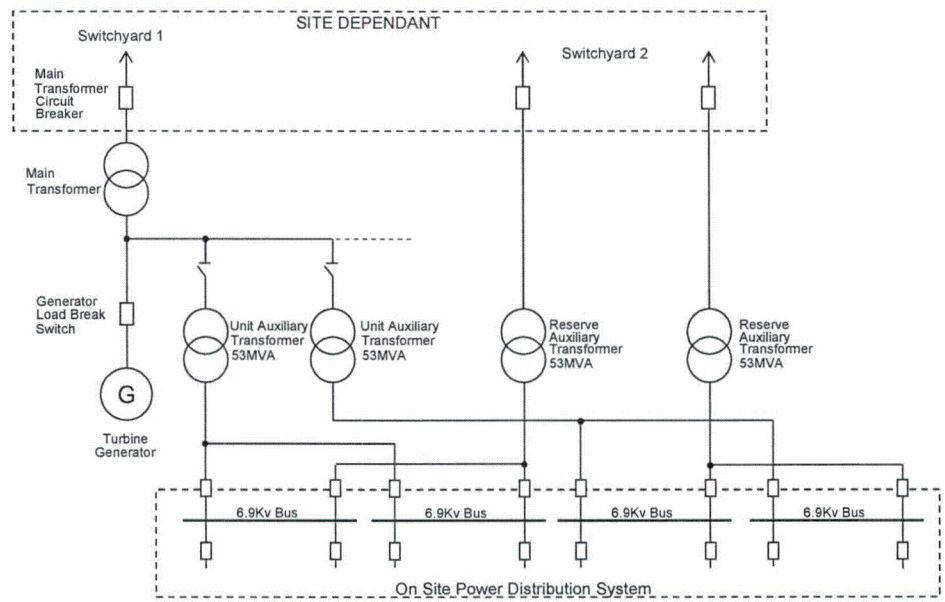 SITE DEPENDANT
Switchyard 1
Switchyard 2
Main
Transformer
Circuit
Breaker
Main
Transformer
Generator
Load Break
Switch
Unit Auxiliary
Transformer
53MVA
Unit Auxiliary
Transformer
53MVA
Reserve
Auxiliary
Transformer
53MVA
Reserve
Auxiliary
Transformer
53MVA
G
Turbine
Generator
6.9Kv Bus
6.9Kv Bus
6.9Kv Bus
6.9Kv Bus
On Site Power Distribution System